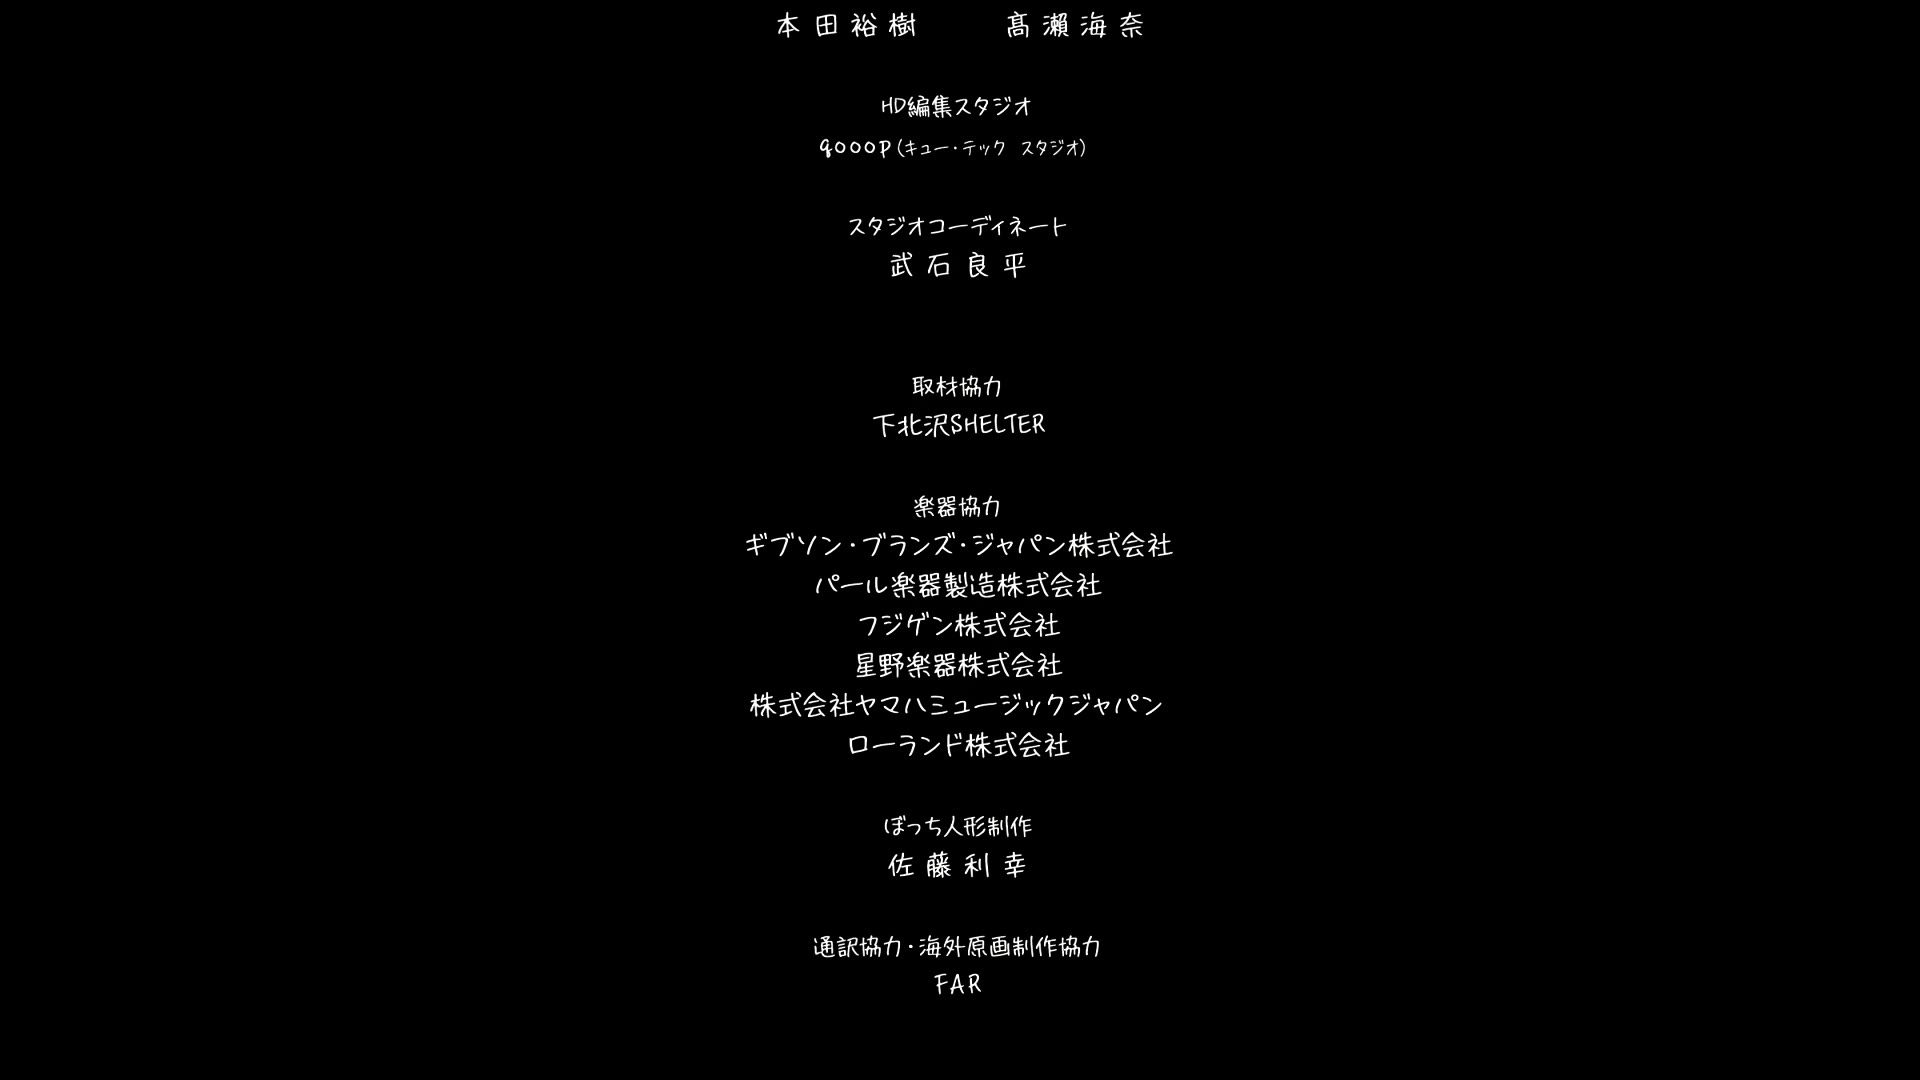 本田裕樹　髙瀨海奈
HD編集スタジオ
qooop(キュー・テック スタジオ)
スタジオコーディネート
武石良平
取材協力
下北沢SHELTER
楽器協力
ギブソン・ブランズ・ジャパン株式会社
パール楽器製造株式会社
フジゲン株式会社
星野楽器株式会社
株式会社ヤマハミュージックジャパン
ローランド株式会社
ぼっち人形制作
佐藤利幸
通訳協力・海外原画制作協力
FAR